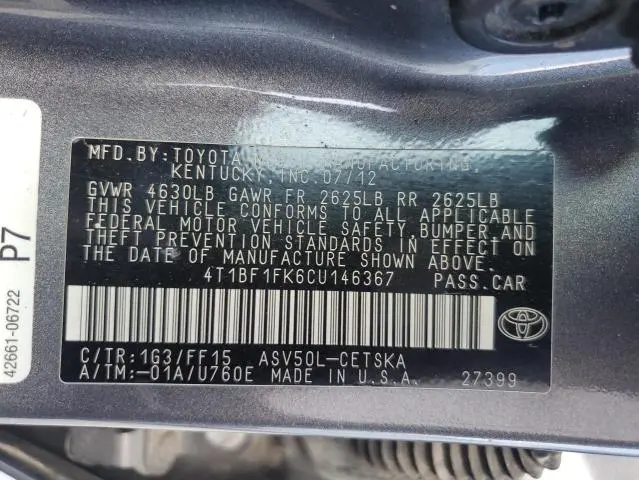 MFD.BY:TOYOTA MOTOR MANUFACTURING,
KENTUCKY, INC. 07/12
GVWR 4630LB GAWR FR 2625LB RR 2625LB
THIS VEHICLE CONFORMS TO ALL APPLICABLE
FEDERAL MOTOR VEHICLE SAFETY, BUMPER AND
THEFT PREVENTION STANDARDS IN EFFECT ON
THE DATE OF MANUFACTURE SHOWN ABOVE.
4T1BF1FK6CU146367 PASS.CAR
C/TR:1G3/FF15 ASV50L-CETSKA
A/TM:-01A/U760E MADE IN U.S.A. 27399
P7
42661-06722